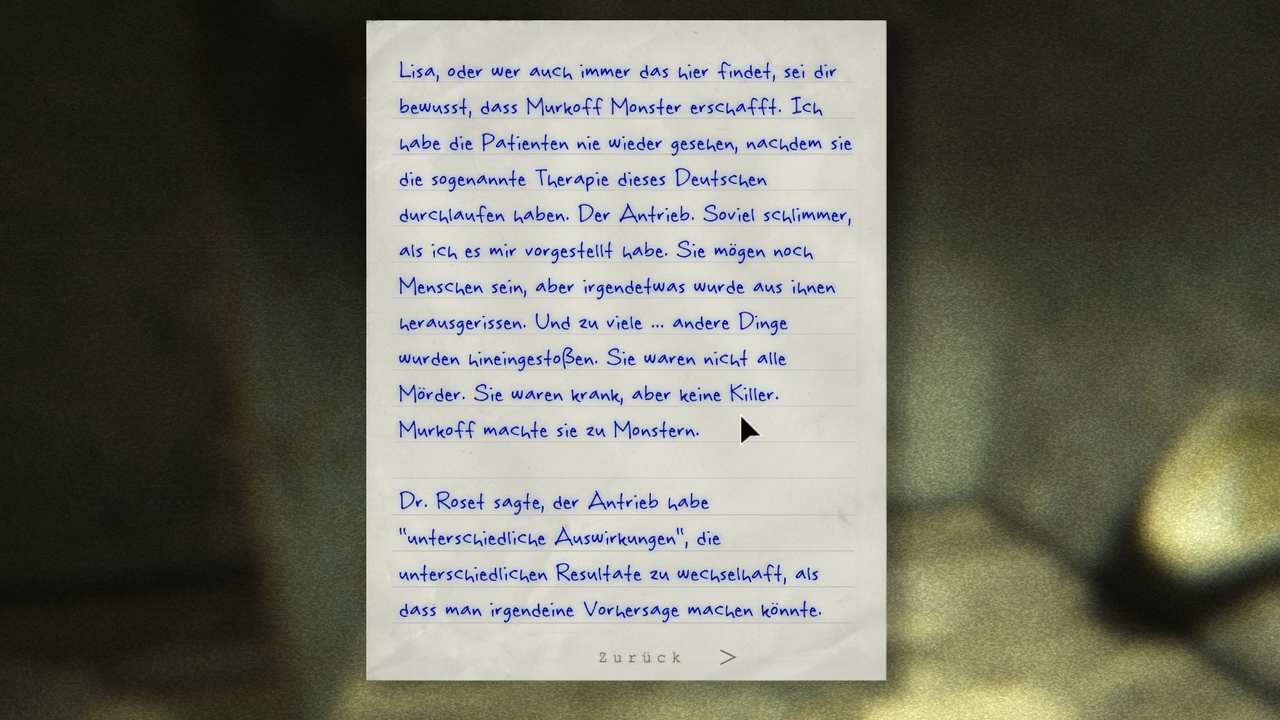 Lisa, oder wer auch immer das hier findet, sei dir
bewusst, dass Murkoff Monster erschafft. Ich
habe die Patienten nie wieder gesehen, nachdem sie
die sogenannte Therapie dieses Deutschen
durchlaufen haben. Der Antrieb. Soviel schlimmer,
als ich es mir vorgestellt habe. Sie mögen noch
Menschen sein, aber irgendetwas wurde aus ihnen
herausgerissen. Und zu viele ... andere Dinge
wurden hineingestoßen. Sie waren nicht alle
Mörder. Sie waren krank, aber keine Killer.
Murkoff machte sie zu Monstern.
Dr. Roset sagte, der Antrieb habe
"unterschiedliche Auswirkungen", die
unterschiedlichen Resultate zu wechselhaft, als
dass man irgendeine Vorhersage machen könnte.
Zurück >